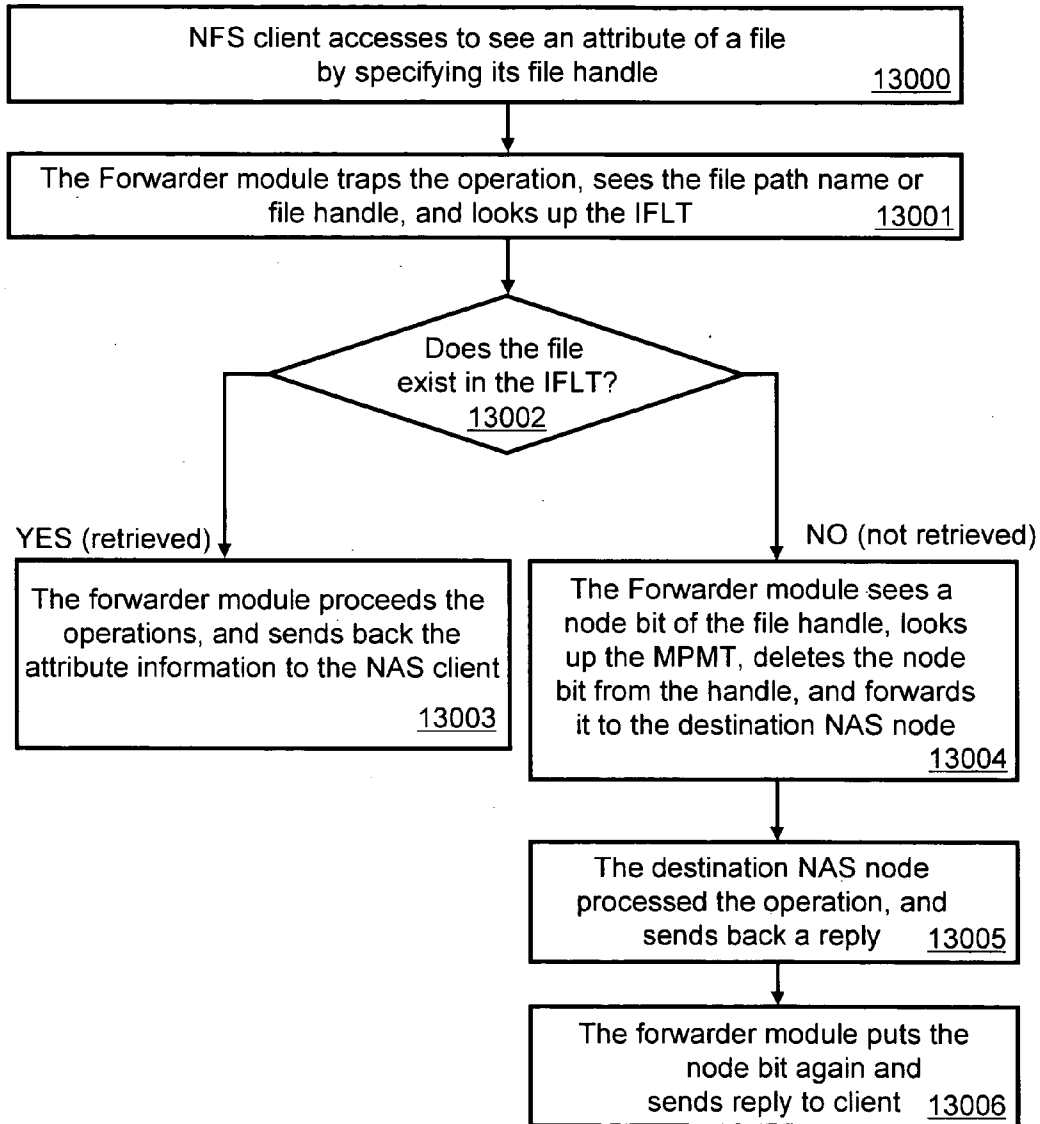 NFS client accesses to see an attribute of a file
by specifying its file handle
13000
The Forwarder module traps the operation, sees the file path name or
file handle, and looks up the IFLT
13001
Does the file
exist in the IFLT?
13002
YES (retrieved)
NO (not retrieved)
The forwarder module proceeds the
operations, and sends back the
attribute information to the NAS client
13003
The Forwarder module sees a
node bit of the file handle, looks
up the MPMT, deletes the node
bit from the handle, and forwards
it to the destination NAS node
13004
The destination NAS node
processed the operation, and
sends back a reply 13005
The forwarder module puts the
node bit again and
sends reply to client 13006